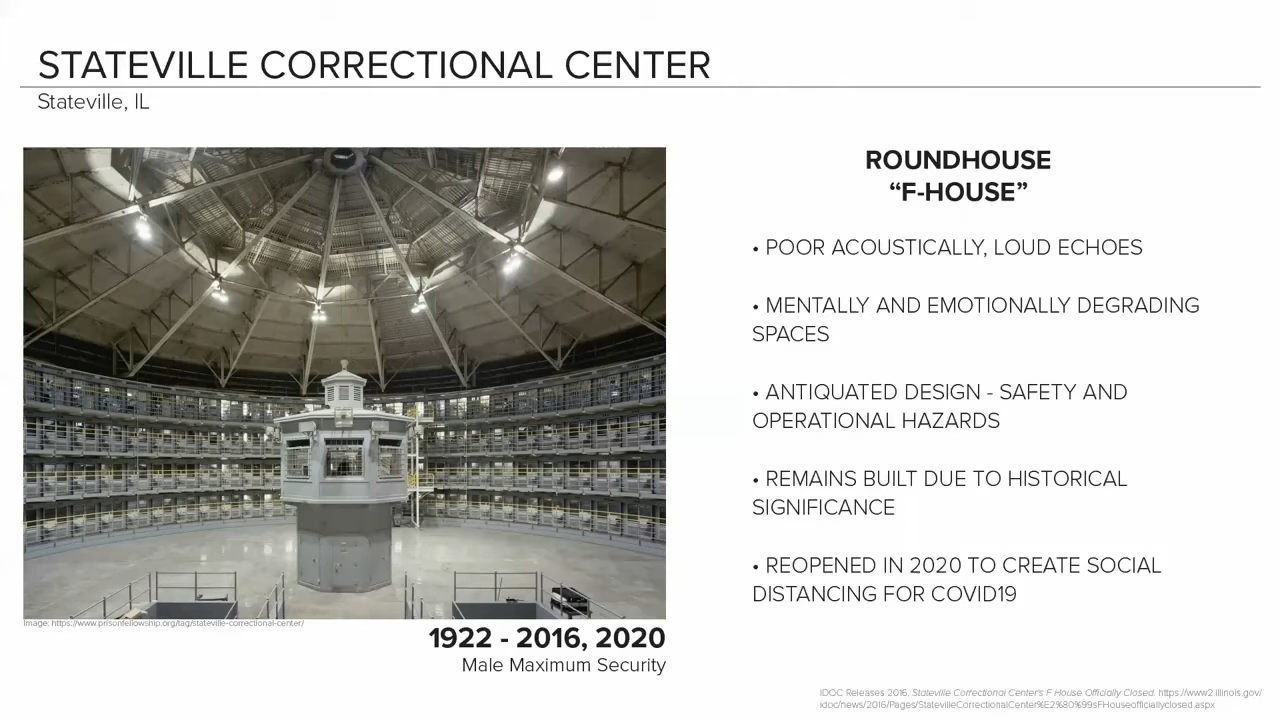 STATEVILLE CORRECTIONAL CENTER
Stateville, IL
ROUNDHOUSE
“F-HOUSE”
• POOR ACOUSTICALLY, LOUD ECHOES
• MENTALLY AND EMOTIONALLY DEGRADING
SPACES
• ANTIQUATED DESIGN - SAFETY AND
OPERATIONAL HAZARDS
• REMAINS BUILT DUE TO HISTORICAL
SIGNIFICANCE
• REOPENED IN 2020 TO CREATE SOCIAL
DISTANCING FOR COVID19
Image: https://www.prisonfellowship.org/tag/stateville-correctional-center/
1922 - 2016, 2020
Male Maximum Security
IDOC Releases 2016, Stateville Correctional Center's F House Officially Closed. https://www2.illinois.gov/
idoc/news/2016/Pages/StatevilleCorrectionalCenter%E2%80%99sFHouseofficiallyclosed.aspx